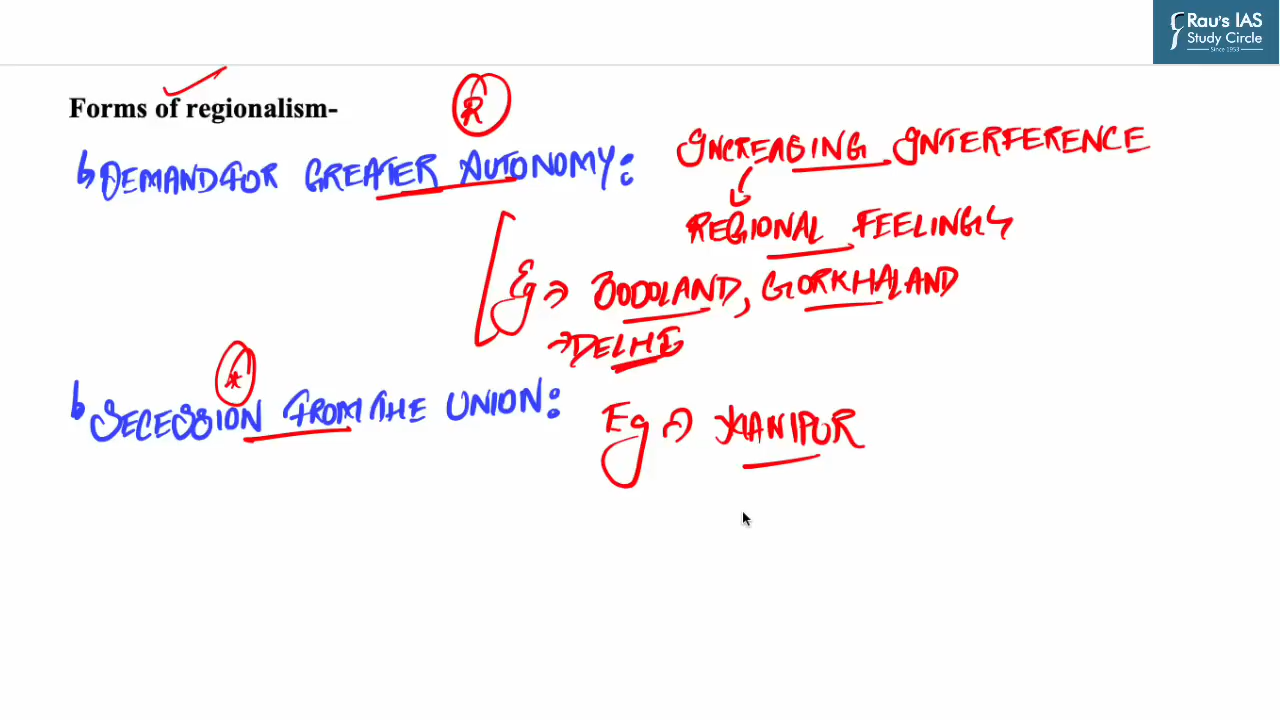 Rau's IAS
Study Circle
Since 1953
Forms of regionalism-
R
↳ DEMAND FOR GREATER AUTONOMY:
INCREASING INTERFERENCE
REGIONAL FEELINGS
Eg → BODOLAND, GORKHALAND
→ DELHI
↳ SECESSION FROM THE UNION:
Eg → MANIPUR